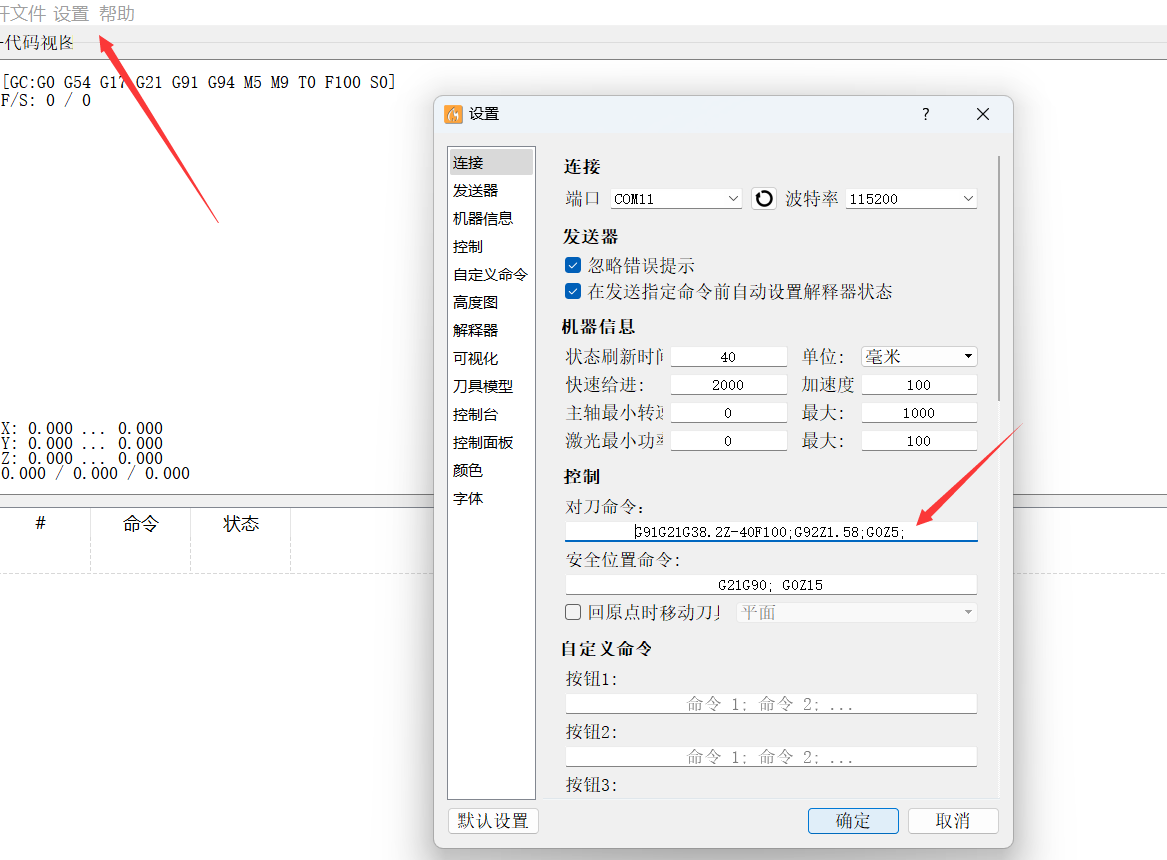 开文件 设置 帮助
代码视图
[GC:G0 G54 G17 G21 G91 G94 M5 M9 T0 F100 S0]
F/S: 0 / 0
X: 0.000 ... 0.000
Y: 0.000 ... 0.000
Z: 0.000 ... 0.000
0.000 / 0.000 / 0.000
# 命令 状态
设置 ?
连接
发送器
机器信息
控制
自定义命令
高度图
解释器
可视化
刀具模型
控制台
控制面板
颜色
字体
连接
端口 COM11 波特率 115200
发送器
忽略错误提示
在发送指定命令前自动设置解释器状态
机器信息
状态刷新时间 40 单位: 毫米
快速给进: 2000 加速度 100
主轴最小转速 0 最大: 1000
激光最小功率 0 最大: 100
控制
对刀命令:
G91G21G38.2Z-40F100;G92Z1.58;G0Z5;
安全位置命令:
G21G90; G0Z15
回原点时移动刀具 平面
自定义命令
按钮1:
命令 1; 命令 2; ...
按钮2:
命令 1; 命令 2; ...
按钮3:
默认设置 确定 取消